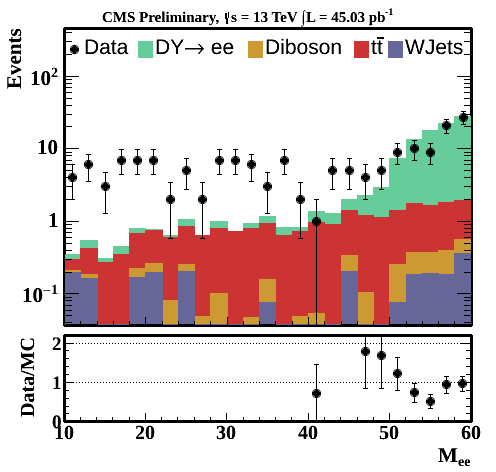 CMS Preliminary, √s = 13 TeV ∫L = 45.03 pb⁻¹
Events
Data DY→ ee Diboson tt̄ WJets
10²
10
1
10⁻¹
Data/MC
2
1
0
10 20 30 40 50 60
M_ee